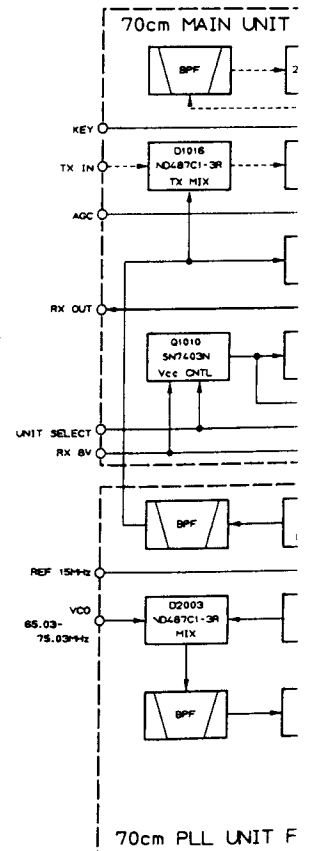 70cm MAIN UNIT
BPF
2
KEY
D1016
TX IN
ND487C1-3R
TX MIX
AGC
RX OUT
Q1010
SN7403N
Vcc CNTL
UNIT SELECT
RX 8V
BPF
REF 15MHz
VCO
65.03-
75.03MHz
D2003
ND487C1-3R
MIX
BPF
70cm PLL UNIT F